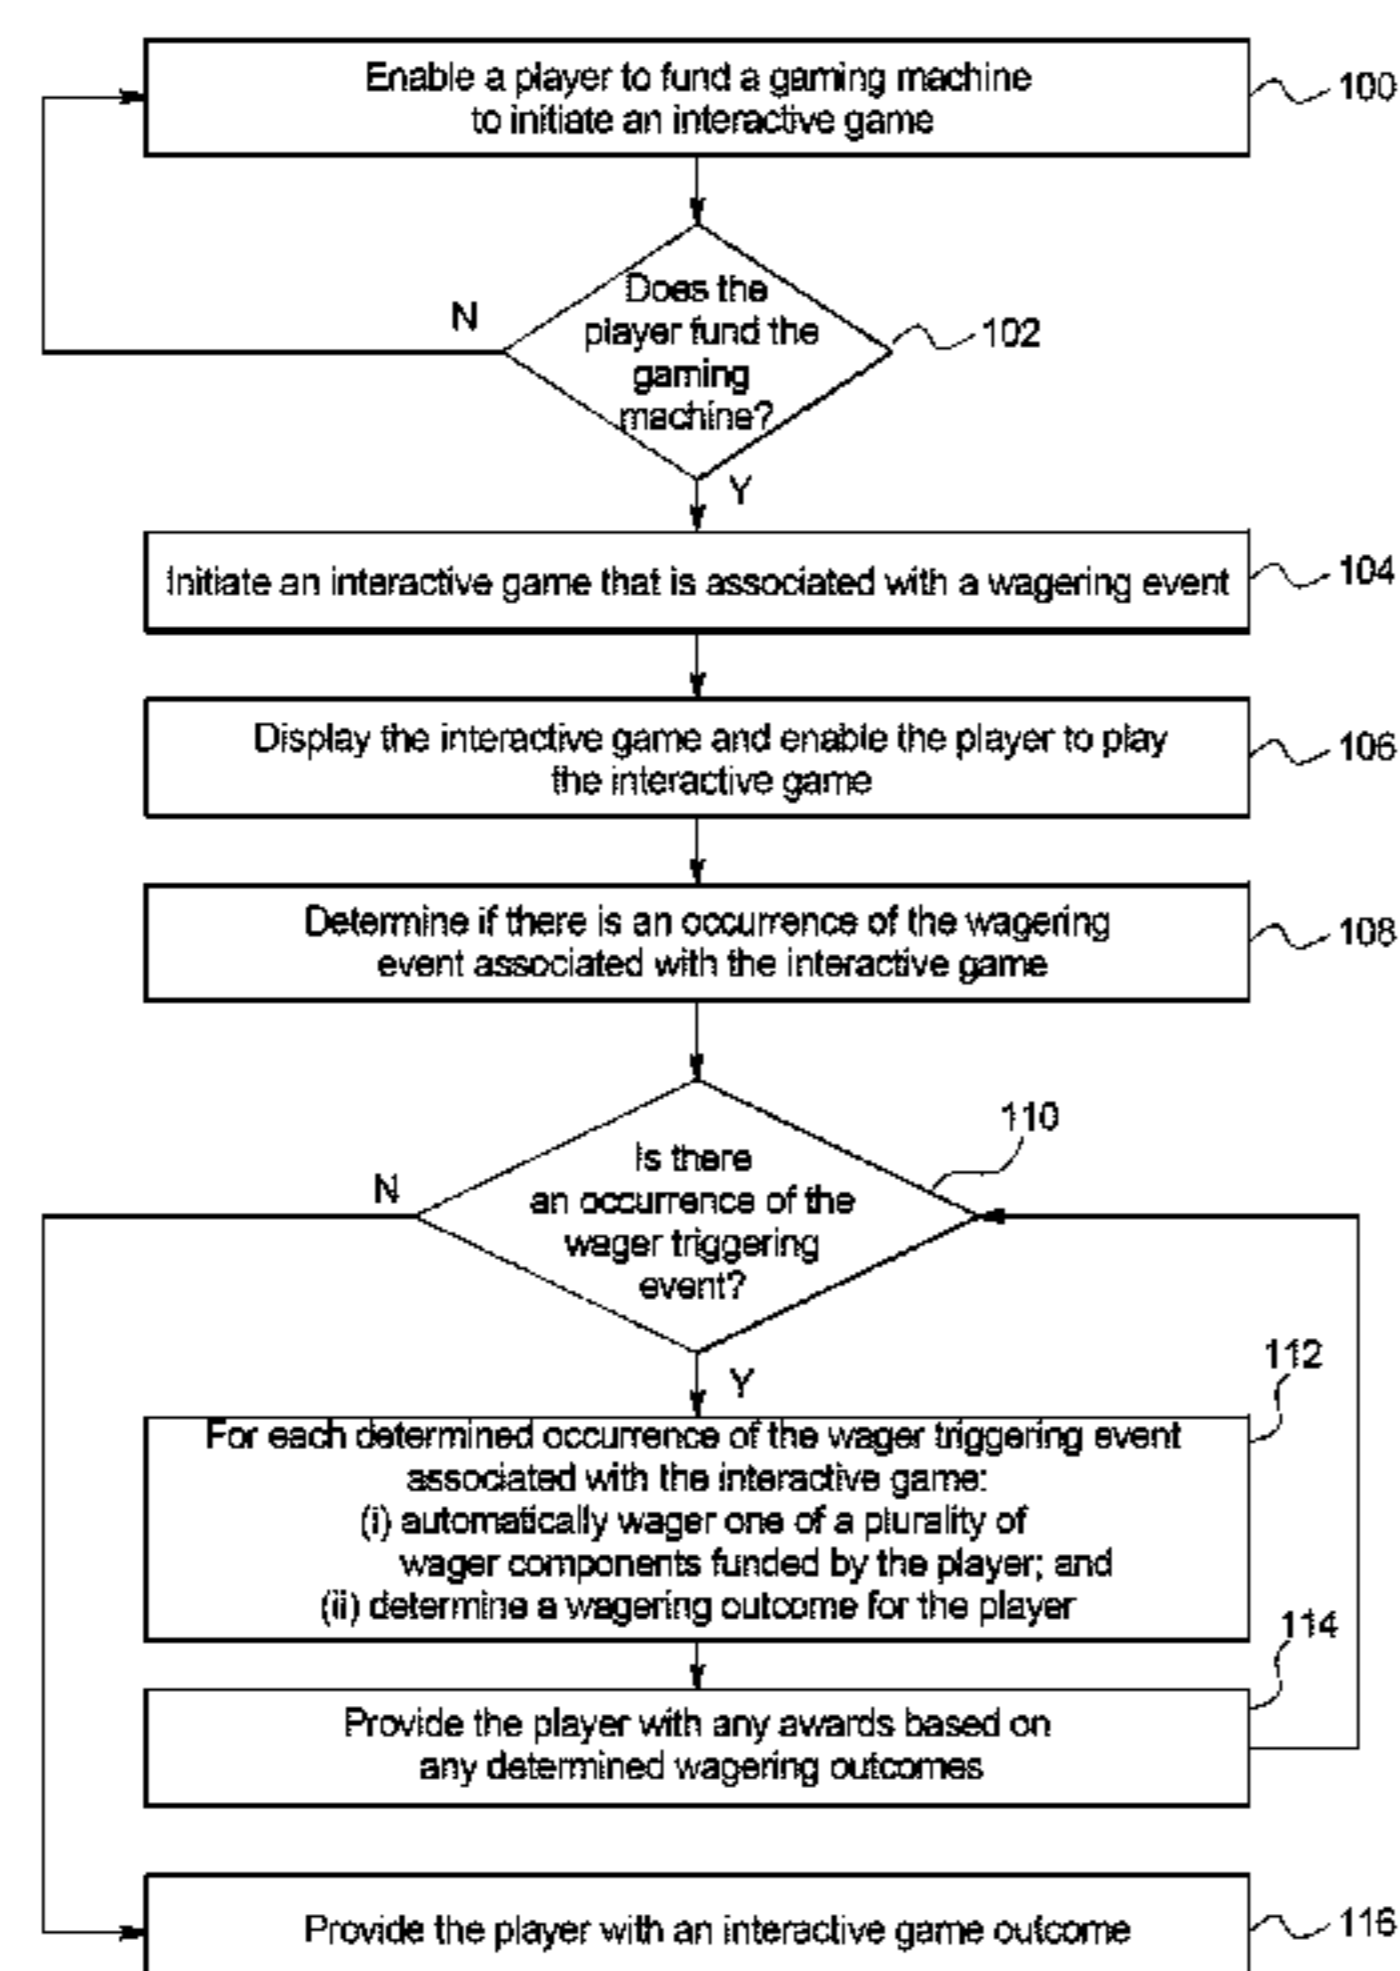 Enable a player to fund a gaming machine
to initiate an interactive game
100
Does the
player fund the
gaming
machine?
102
N
Y
Initiate an interactive game that is associated with a wagering event
104
Display the interactive game and enable the player to play
the interactive game
106
Determine if there is an occurrence of the wagering
event associated with the interactive game
108
Is there
an occurrence of the
wager triggering
event?
110
N
Y
112
For each determined occurrence of the wager triggering event
associated with the interactive game:
(i) automatically wager one of a plurality of
wager components funded by the player; and
(ii) determine a wagering outcome for the player
114
Provide the player with any awards based on
any determined wagering outcomes
Provide the player with an interactive game outcome
116